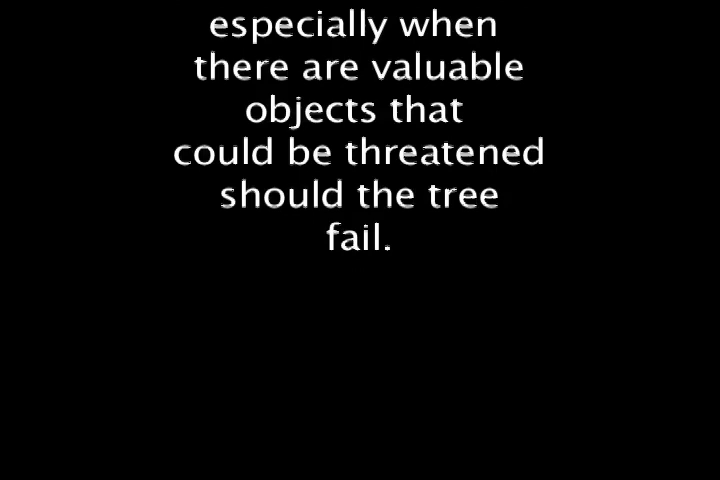 especially when
there are valuable
objects that
could be threatened
should the tree
fail.